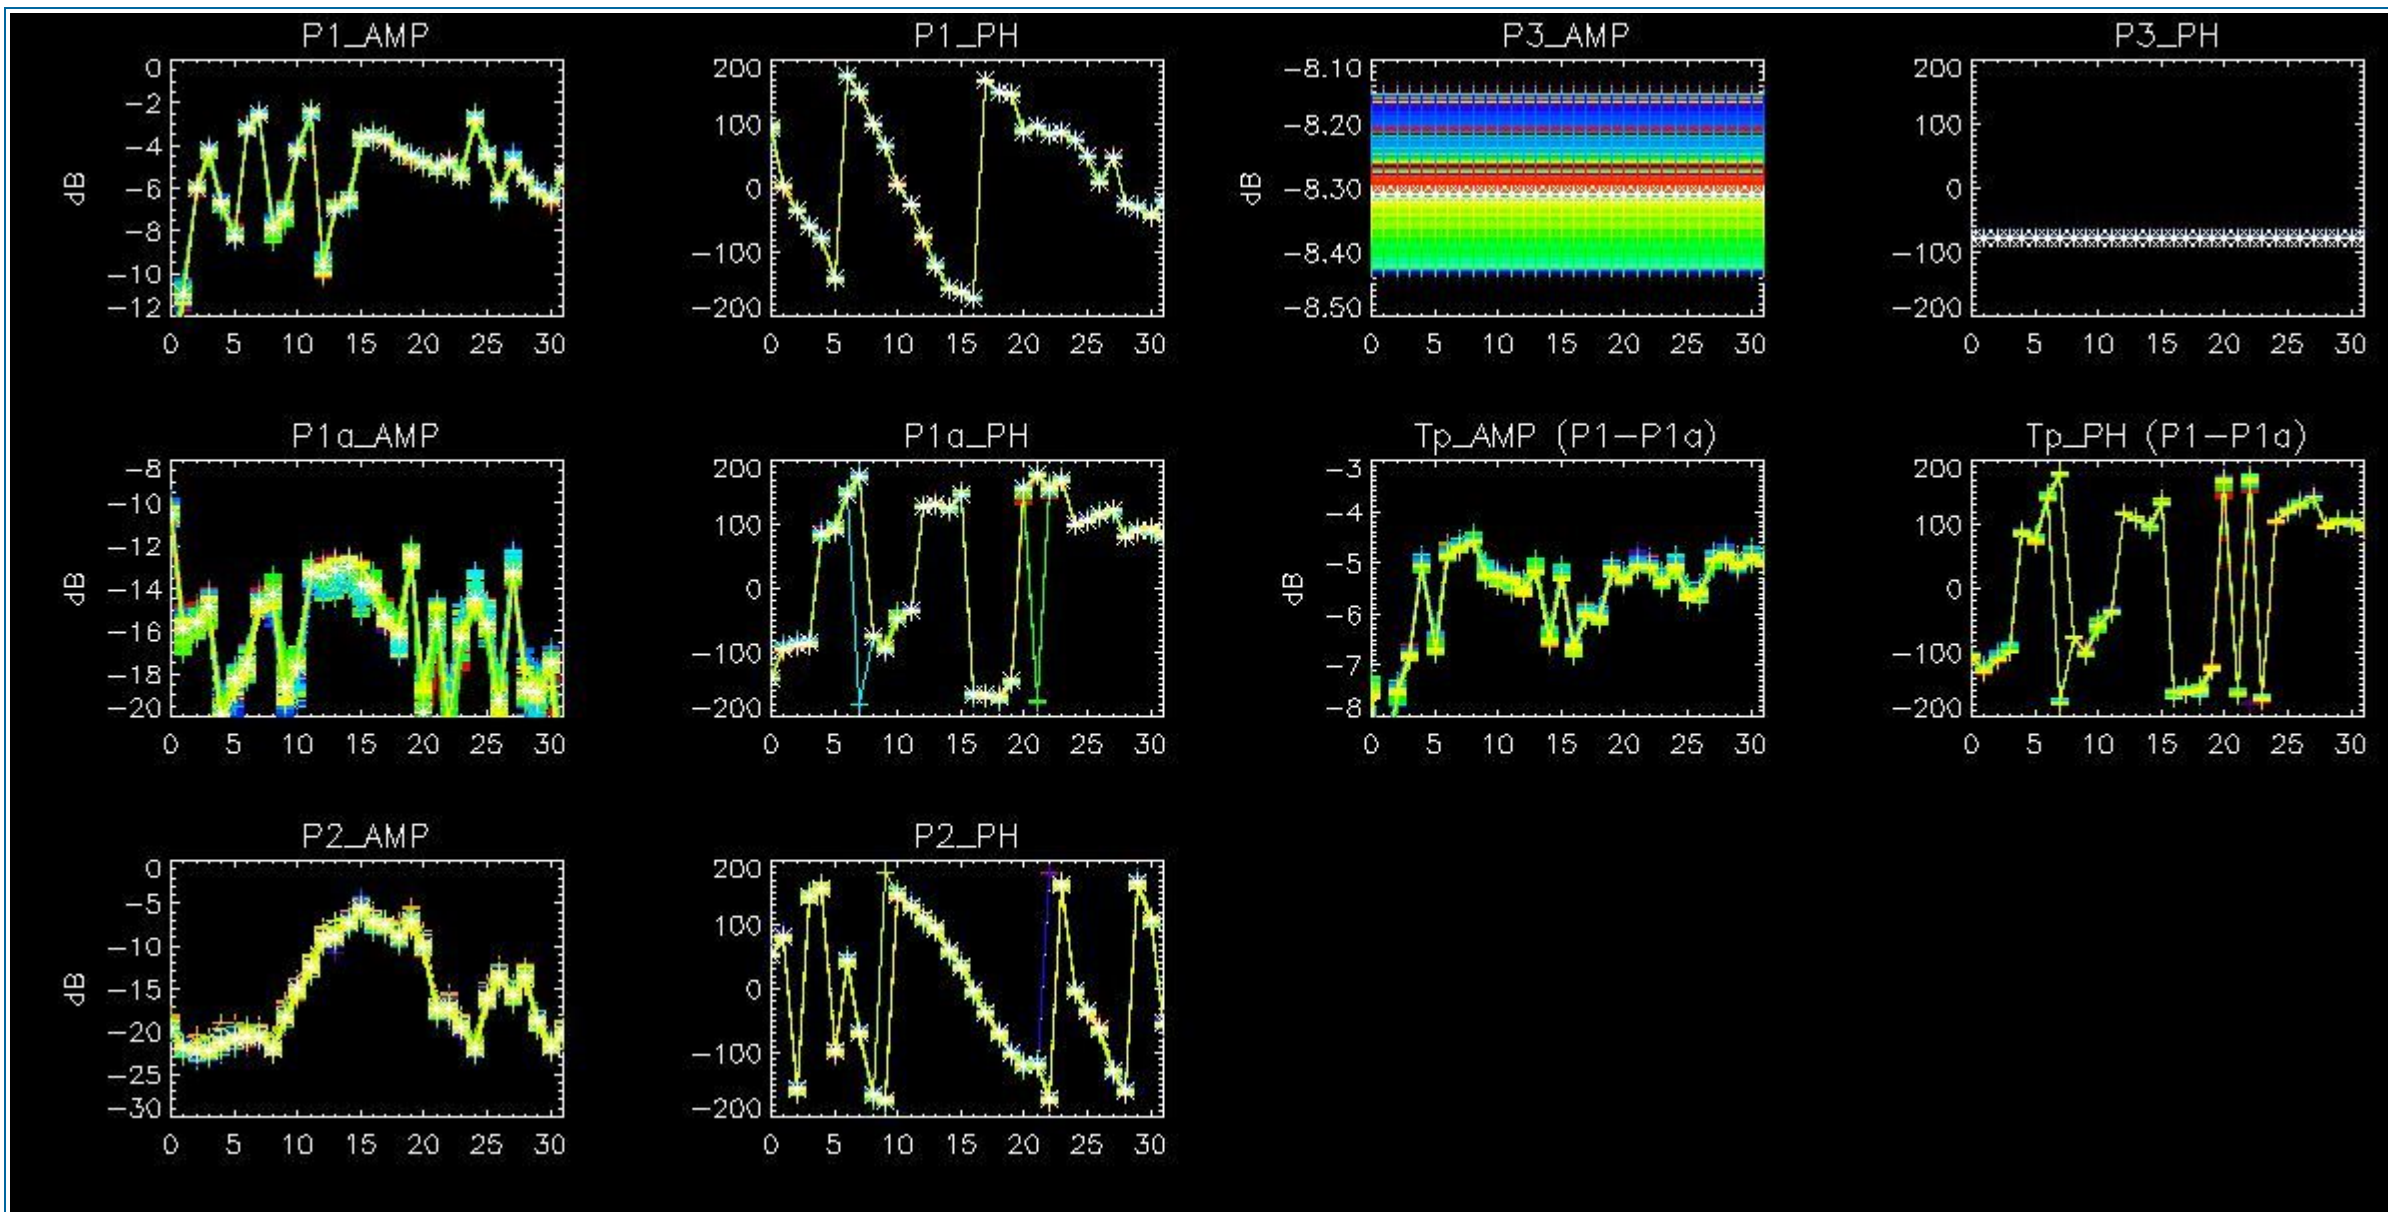 P1_AMP P1_PH P3_AMP P3_PH
0 200 -8.10 200
-2
-4 100 -8.20 100
dB -6 0 dB -8.30 0
-8
-10 -100 -8.40 -100
-12 -200 -8.50 -200
0 5 10 15 20 25 30 0 5 10 15 20 25 30 0 5 10 15 20 25 30 0 5 10 15 20 25 30
P1a_AMP P1a_PH Tp_AMP (P1-P1a) Tp_PH (P1-P1a)
-8 200 -3 200
-10 100 -4 100
-12
dB -14 0 dB -5 0
-16 -6
-18 -100 -7 -100
-20 -200 -8 -200
0 5 10 15 20 25 30 0 5 10 15 20 25 30 0 5 10 15 20 25 30 0 5 10 15 20 25 30
P2_AMP P2_PH
0 200
-5 100
-10
dB -15 0
-20 -100
-25
-30 -200
0 5 10 15 20 25 30 0 5 10 15 20 25 30